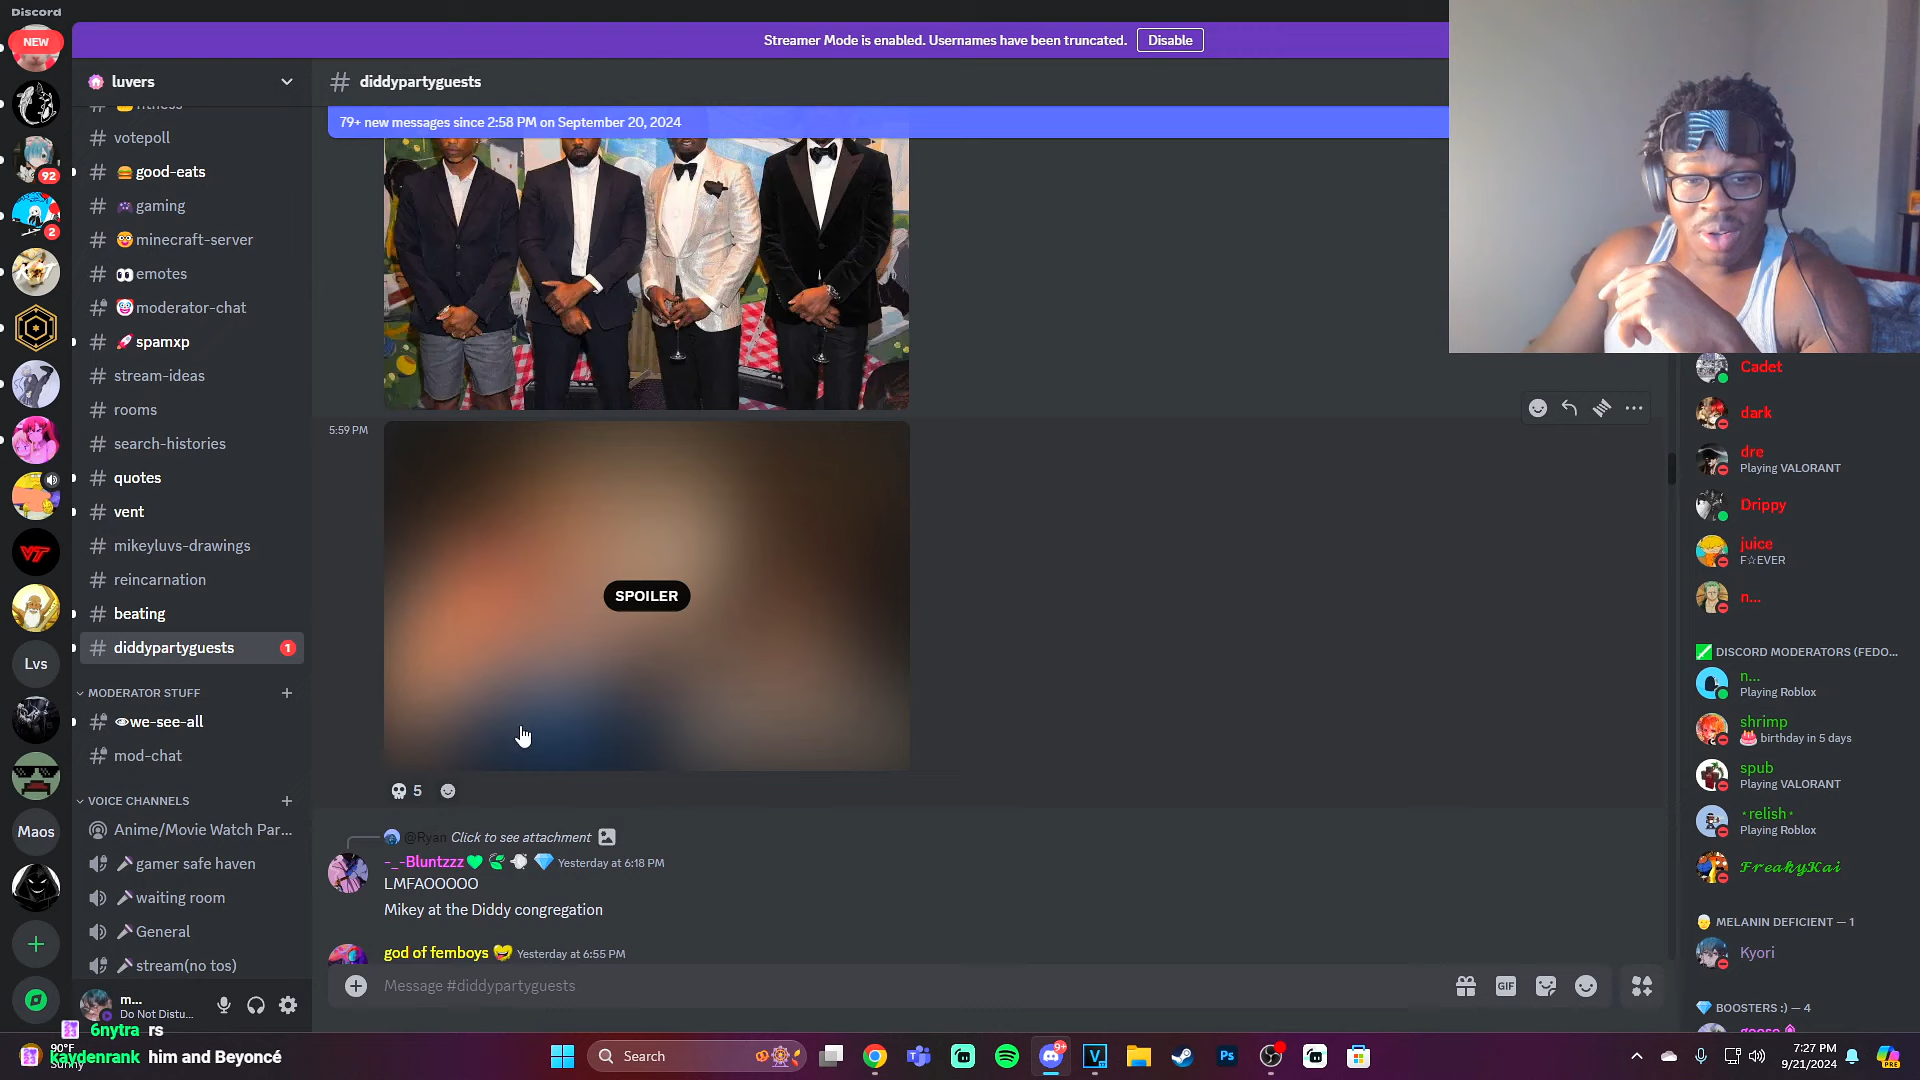 Discord
NEW
Streamer Mode is enabled. Usernames have been truncated.
Disable
luvers
diddypartyguests
79+ new messages since 2:58 PM on September 20, 2024
fitness
votepoll
good-eats
gaming
minecraft-server
emotes
moderator-chat
spamxp
stream-ideas
rooms
search-histories
quotes
vent
mikeyluvs-drawings
reincarnation
beating
diddypartyguests
1
MODERATOR STUFF
we-see-all
mod-chat
VOICE CHANNELS
Anime/Movie Watch Par...
gamer safe haven
waiting room
General
stream(no tos)
92
2
VT
Lvs
Maos
m...
Do Not Distu...
5:59 PM
SPOILER
5
@Ryan Click to see attachment
-_-Bluntzzz Yesterday at 6:18 PM
LMFAOOOOO
Mikey at the Diddy congregation
god of femboys Yesterday at 6:55 PM
Message #diddypartyguests
GIF
Cadet
dark
dre
Playing VALORANT
Drippy
juice
F☆EVER
n...
DISCORD MODERATORS (FEDO...
n...
Playing Roblox
shrimp
birthday in 5 days
spub
Playing VALORANT
⋆relish⋆
Playing Roblox
𝓕𝓻𝓮𝓪𝓴𝔂𝓚𝓪𝓲
MELANIN DEFICIENT — 1
Kyori
BOOSTERS :) — 4
goose
6nytra rs
kaydenrank him and Beyoncé
90°F
Sunny
Search
9+
V
Ps
7:27 PM
9/21/2024
PRE